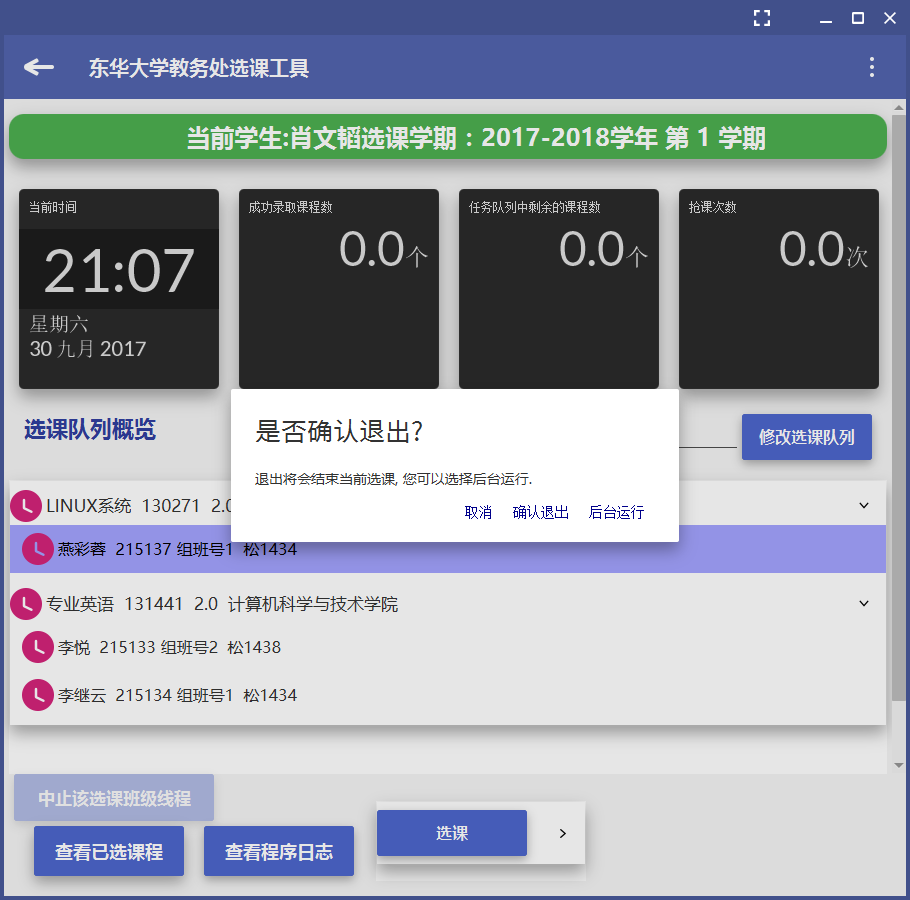 东华大学教务处选课工具
当前学生:肖文韬选课学期：2017-2018学年 第 1 学期
当前时间
21:07
星期六
30 九月 2017
成功录取课程数
0.0个
任务队列中剩余的课程数
0.0个
抢课次数
0.0次
选课队列概览
修改选课队列
是否确认退出?
退出将会结束当前选课, 您可以选择后台运行.
取消 确认退出 后台运行
LINUX系统 130271 2.0
燕彩蓉 215137 组班号1 松1434
专业英语 131441 2.0 计算机科学与技术学院
李悦 215133 组班号2 松1438
李继云 215134 组班号1 松1434
中止该选课班级线程
查看已选课程
查看程序日志
选课